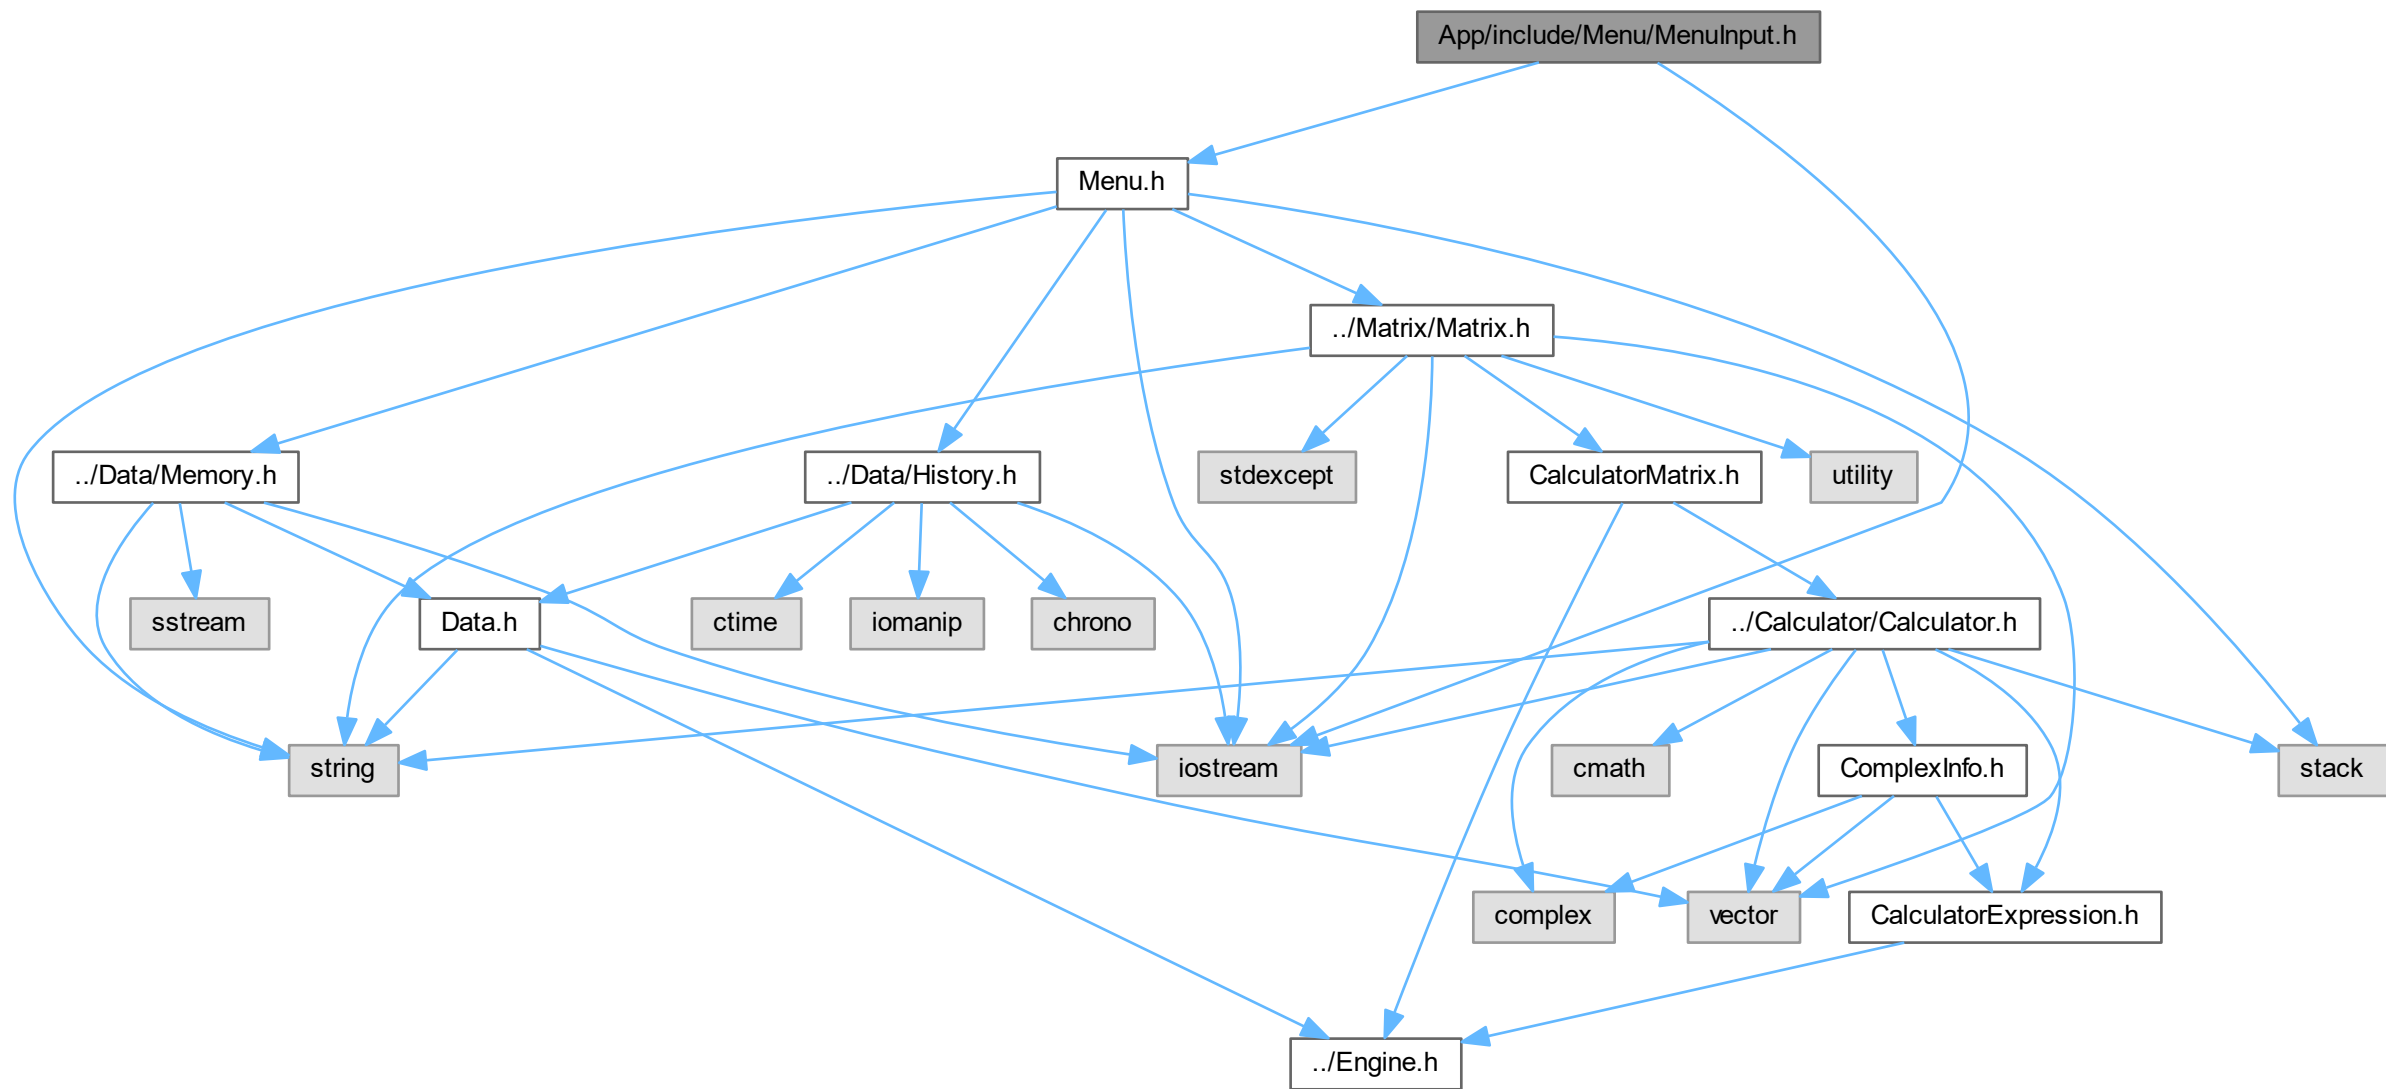 App/include/Menu/MenuInput.h
Menu.h
../Matrix/Matrix.h
../Data/Memory.h
../Data/History.h
stdexcept
CalculatorMatrix.h
utility
sstream
Data.h
ctime
iomanip
chrono
../Calculator/Calculator.h
string
iostream
cmath
ComplexInfo.h
stack
complex
vector
CalculatorExpression.h
../Engine.h